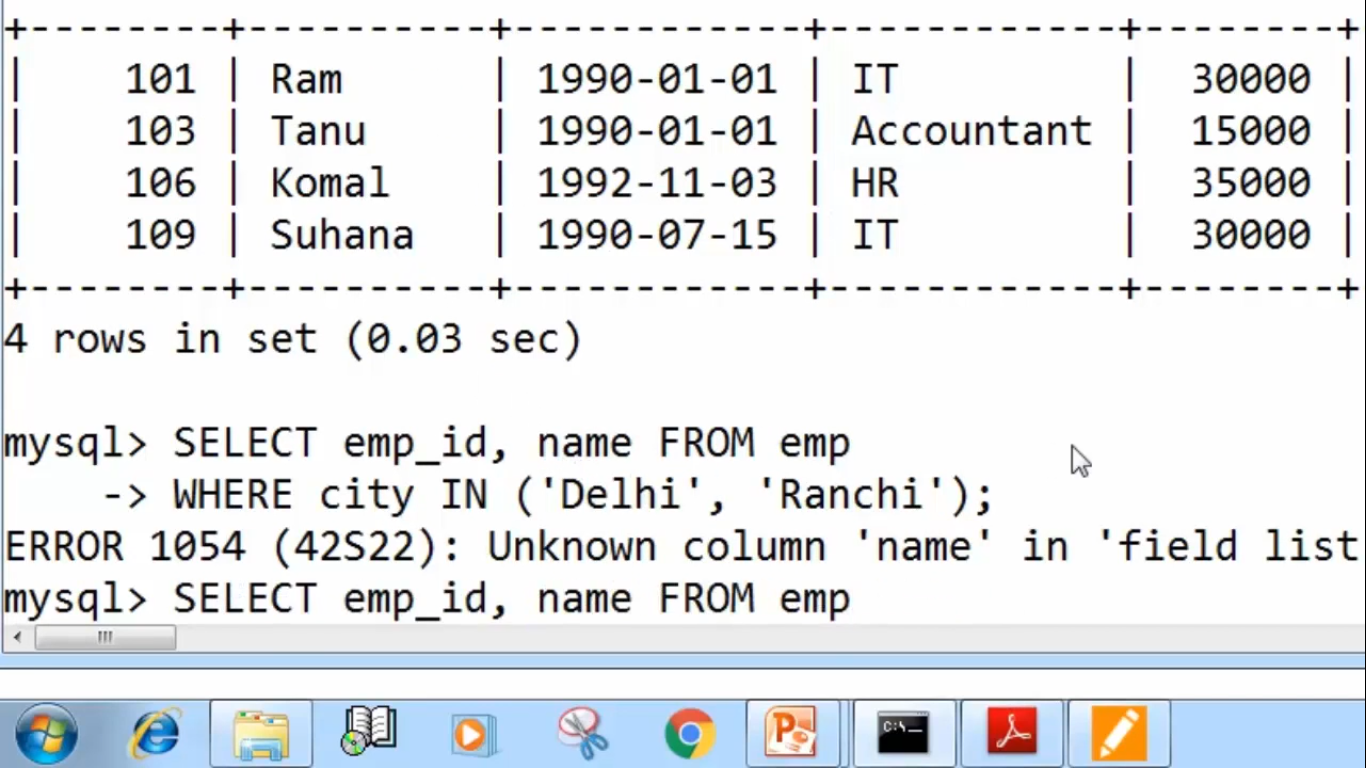 +--------+----------+------------+------------+--------+
|    101 | Ram      | 1990-01-01 | IT         |  30000 |
|    103 | Tanu     | 1990-01-01 | Accountant |  15000 |
|    106 | Komal    | 1992-11-03 | HR         |  35000 |
|    109 | Suhana   | 1990-07-15 | IT         |  30000 |
+--------+----------+------------+------------+--------+
4 rows in set (0.03 sec)
mysql> SELECT emp_id, name FROM emp
    -> WHERE city IN ('Delhi', 'Ranchi');
ERROR 1054 (42S22): Unknown column 'name' in 'field list
mysql> SELECT emp_id, name FROM emp
C:\_